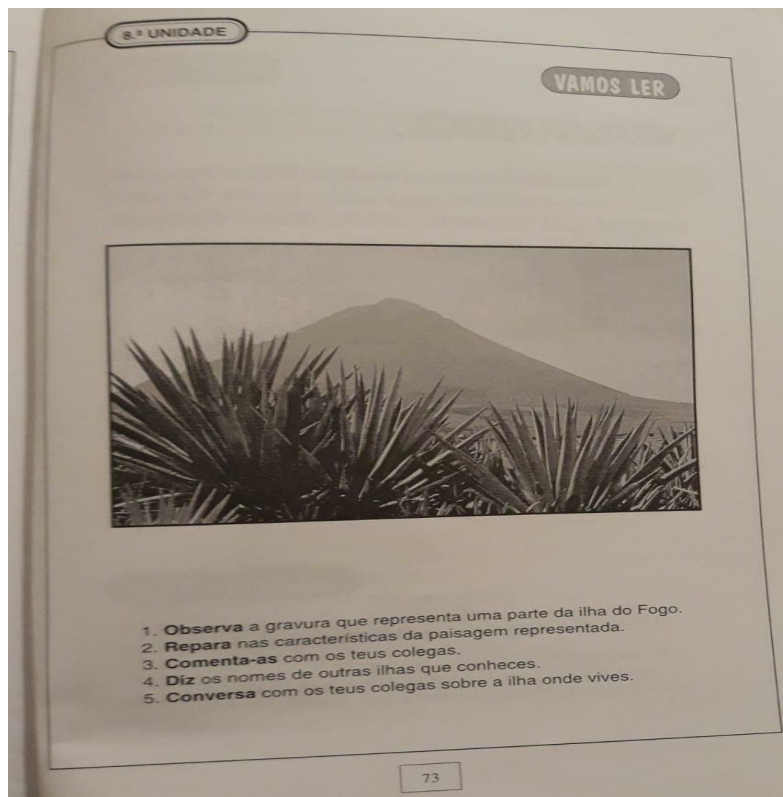 8.ª UNIDADE
VAMOS LER
1. Observa a gravura que representa uma parte da ilha do Fogo.
2. Repara nas características da paisagem representada.
3. Comenta-as com os teus colegas.
4. Diz os nomes de outras ilhas que conheces.
5. Conversa com os teus colegas sobre a ilha onde vives.
73